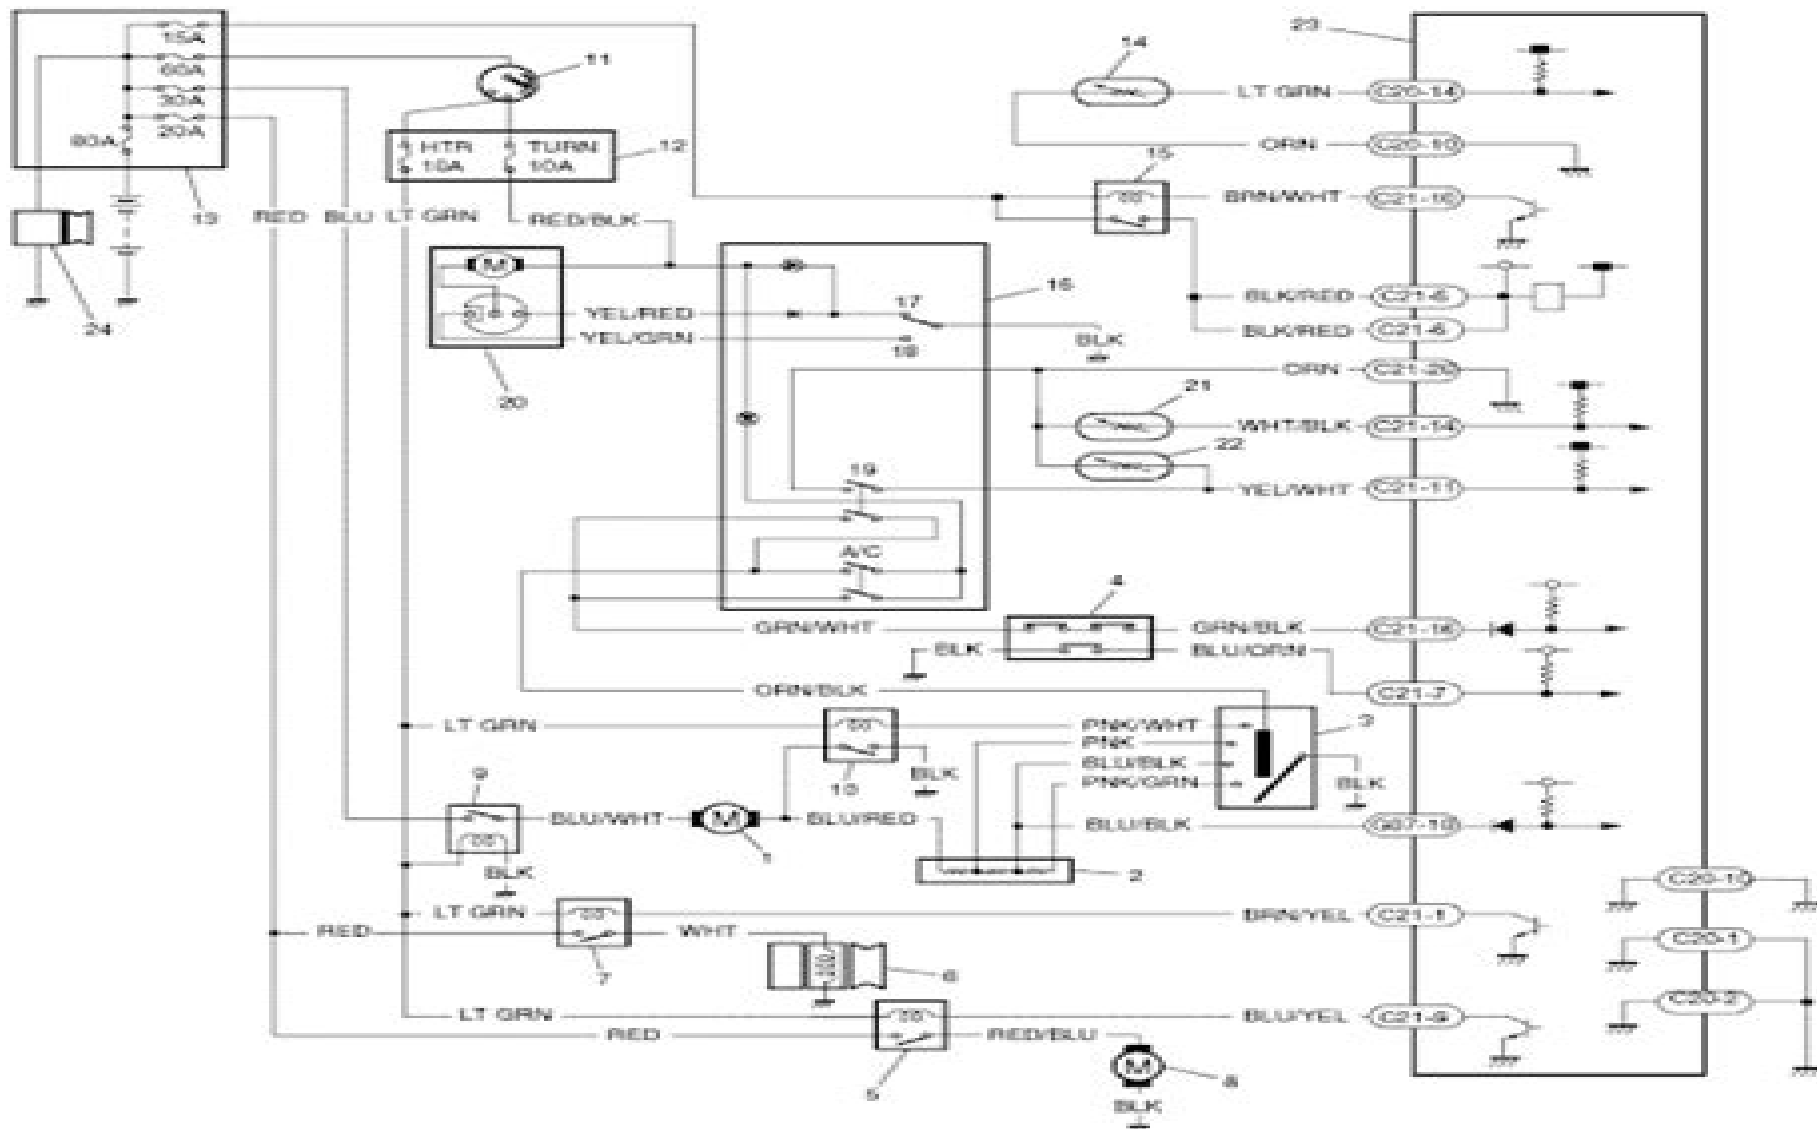 15A
60A
30A
20A
80A
11
HTR
15A
TURN
10A
12
13
24
RED
BLU
LT GRN
RED/BLK
14
LT GRN
C20-14
ORN
C20-10
15
BRN/WHT
C21-16
23
M
YEL/RED
YEL/GRN
20
16
17
18
BLK
BLK/RED
C21-6
BLK/RED
C21-5
ORN
C21-20
21
WHT/BLK
C21-14
22
19
YEL/WHT
C21-11
A/C
4
GRN/WHT
GRN/BLK
C21-18
BLK
BLU/ORN
C21-7
ORN/BLK
LT GRN
10
BLK
PNK/WHT
PNK
BLU/BLK
PNK/GRN
3
BLK
9
BLU/WHT
M
1
BLU/RED
BLU/BLK
G87-18
BLK
2
C20-10
LT GRN
BRN/YEL
C21-1
RED
WHT
7
6
C20-1
C20-2
LT GRN
BLU/YEL
C21-9
RED
RED/BLU
5
M
8
BLK